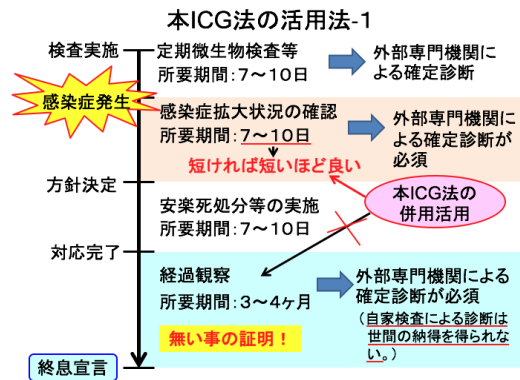 本ICG法の活用法-1
検査実施
定期微生物検査等
所要期間：7～10日
外部専門機関に
よる確定診断
感染症発生
感染症拡大状況の確認
所要期間：7～10日
短ければ短いほど良い
外部専門機関に
よる確定診断が
必須
方針決定
本ICG法の
併用活用
安楽死処分等の実施
所要期間：7～10日
対応完了
経過観察
所要期間：3～4ヶ月
無い事の証明！
外部専門機関による
確定診断が必須
（自家検査による診断は
世間の納得を得られな
い。）
終息宣言